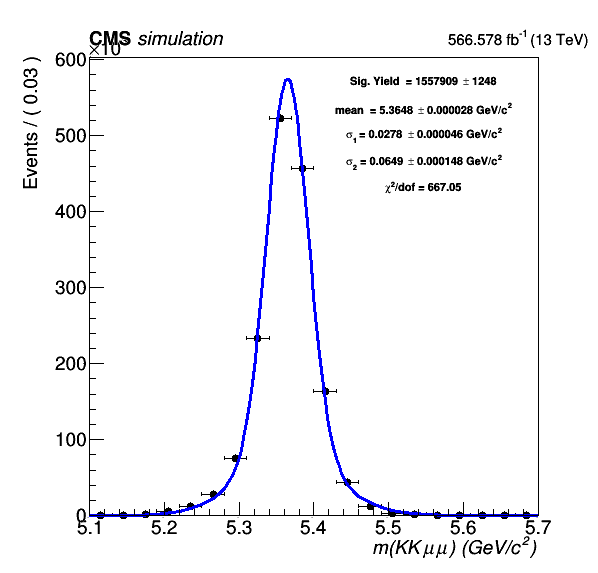 CMS simulation
566.578 fb⁻¹ (13 TeV)
×10
Events / ( 0.03 )
600
500
400
300
200
100
0
Sig. Yield = 1557909 ± 1248
mean = 5.3648 ± 0.000028 GeV/c²
σ₁ = 0.0278 ± 0.000046 GeV/c²
σ₂ = 0.0649 ± 0.000148 GeV/c²
χ²/dof = 667.05
5.1 5.2 5.3 5.4 5.5 5.6 5.7
m(KKμμ) (GeV/c²)